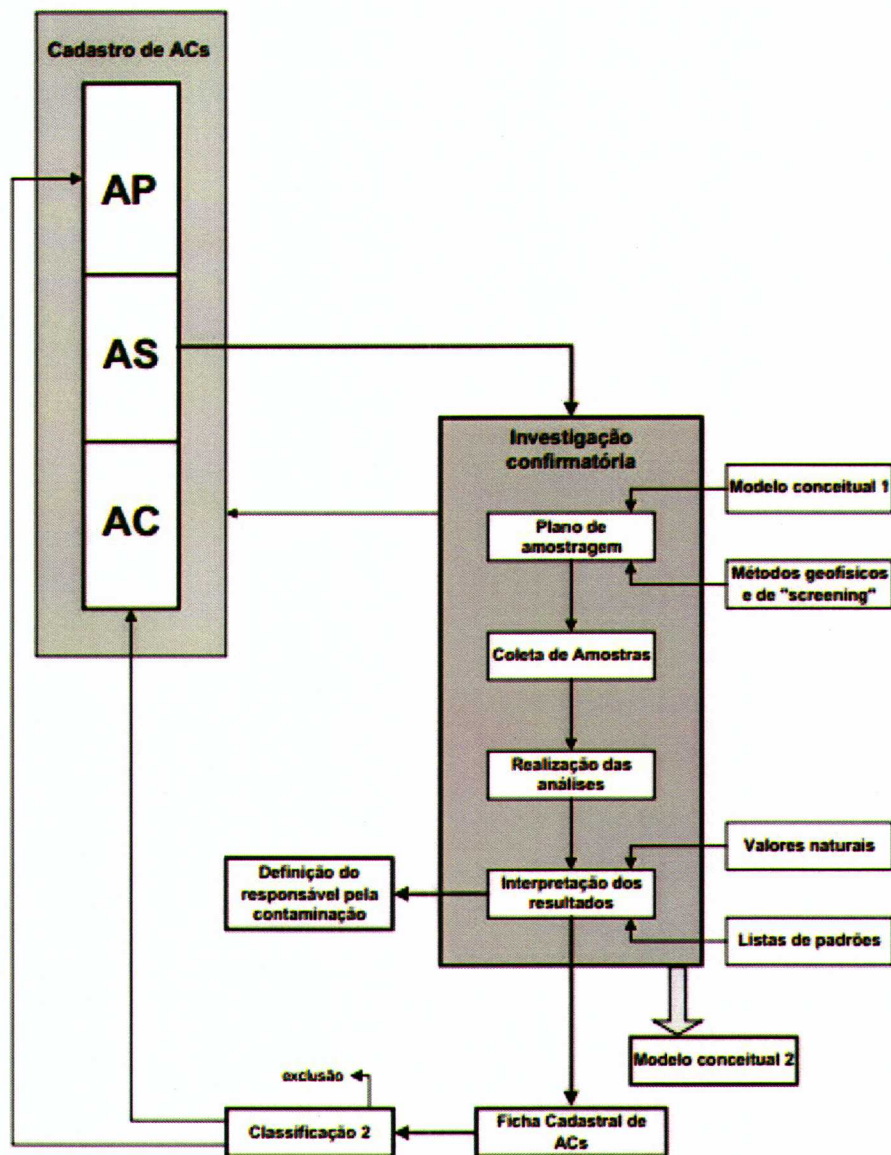 Cadastro de ACs
AP
AS
AC
Investigação
confirmatória
Modelo conceitual 1
Plano de
amostragem
Métodos geofísicos
e de "screening"
Coleta de Amostras
Realização das
análises
Valores naturais
Definição do
responsável pela
contaminação
Interpretação dos
resultados
Listas de padrões
Modelo conceitual 2
exclusão
Classificação 2
Ficha Cadastral de
ACs